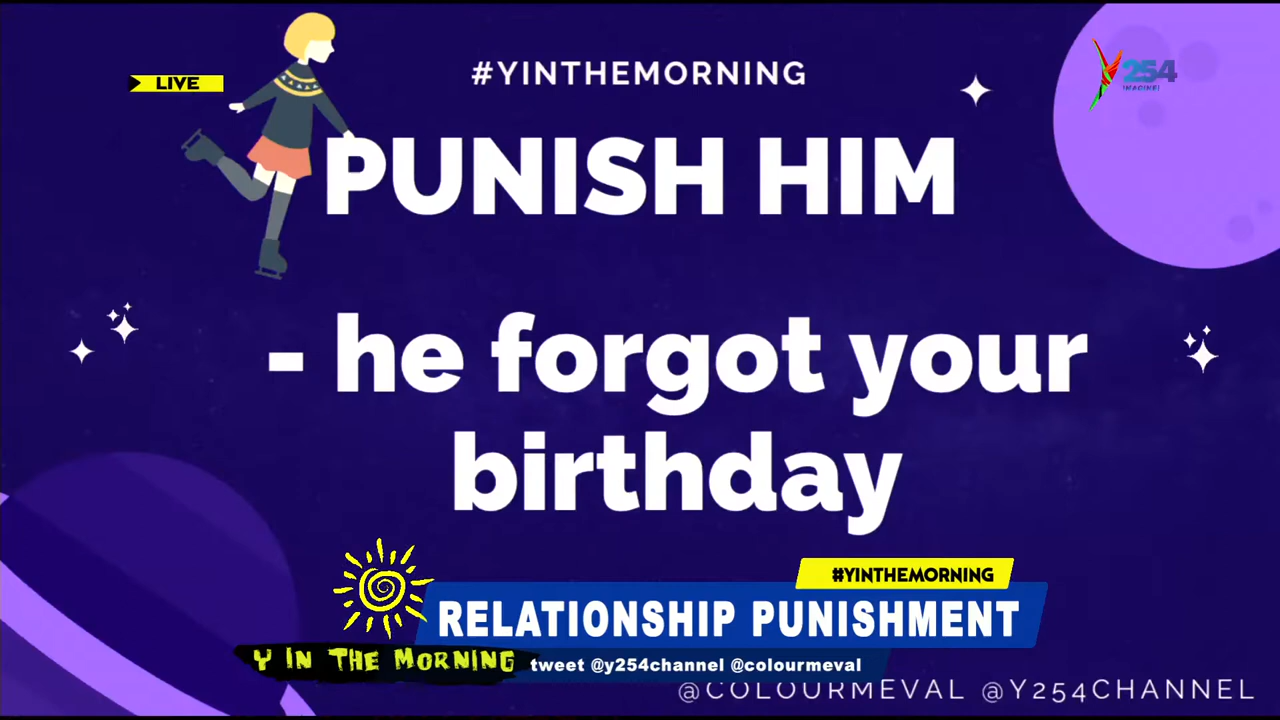 LIVE
#YINTHEMORNING
254
IMAGINE!
PUNISH HIM
- he forgot your
birthday
#YINTHEMORNING
RELATIONSHIP PUNISHMENT
Y IN THE MORNING
tweet @y254channel @colourmeval
@COLOURMEVAL @Y254CHANNEL